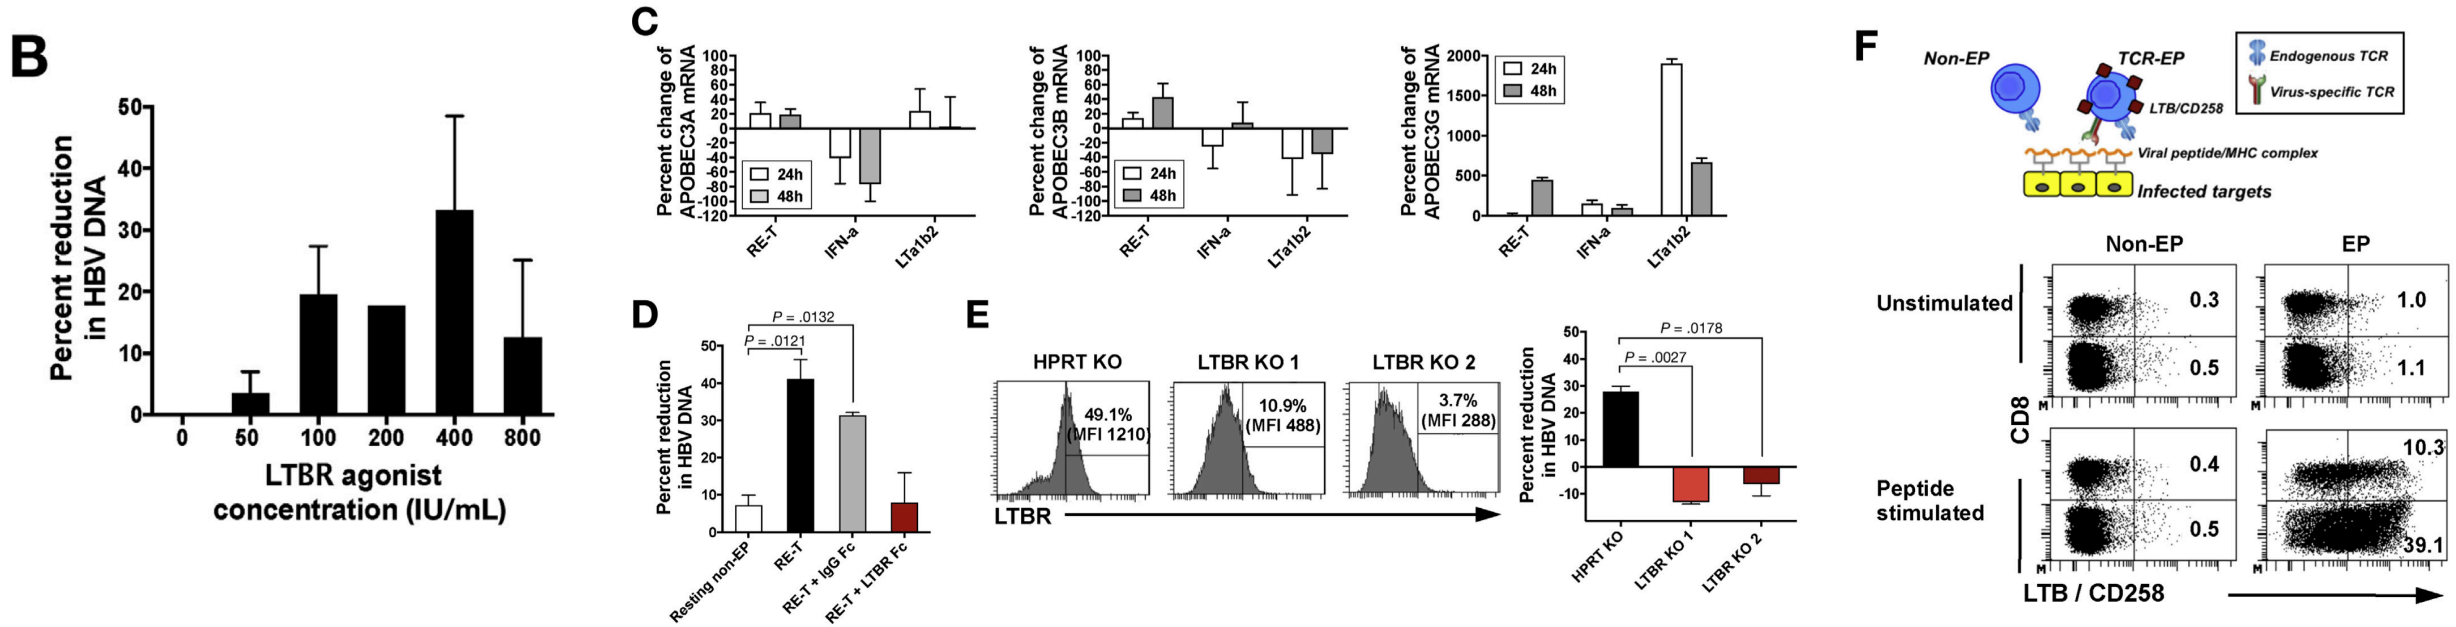 B
50
40
30
20
10
0
Percent reduction
in HBV DNA
0 50 100 200 400 800
LTBR agonist
concentration (IU/mL)
C
Percent change of
APOBEC3A mRNA
100
80
60
40
20
0
-20
-40
-60
-80
-100
-120
24h
48h
RE-T
IFN-a
LTa1b2
Percent change of
APOBEC3B mRNA
100
80
60
40
20
0
-20
-40
-60
-80
-100
-120
24h
48h
RE-T
IFN-a
LTa1b2
Percent change of
APOBEC3G mRNA
2000
1500
1000
500
0
24h
48h
RE-T
IFN-a
LTa1b2
D
P = .0132
P = .0121
Percent reduction
in HBV DNA
50
40
30
20
10
0
Resting non-EP
RE-T
RE-T + IgG Fc
RE-T + LTBR Fc
E
HPRT KO
49.1%
(MFI 1210)
LTBR KO 1
10.9%
(MFI 488)
LTBR KO 2
3.7%
(MFI 288)
LTBR
Percent reduction
in HBV DNA
50
40
30
20
10
0
-10
P = .0178
P = .0027
HPRT KO
LTBR KO 1
LTBR KO 2
F
Non-EP
TCR-EP
LTB/CD258
Endogenous TCR
Virus-specific TCR
Viral peptide/MHC complex
Infected targets
Non-EP
EP
Unstimulated
0.3
0.5
1.0
1.1
CD8
Peptide
stimulated
0.4
0.5
10.3
39.1
M
M
M
M
LTB / CD258